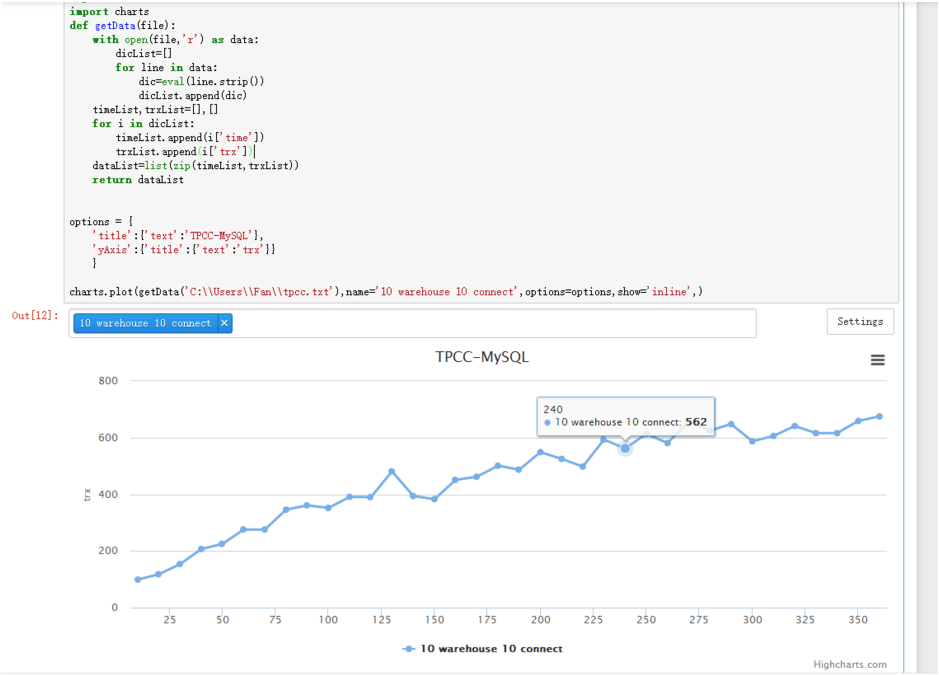 import charts
def getData(file):
    with open(file,'r') as data:
        dicList=[]
        for line in data:
            dic=eval(line.strip())
            dicList.append(dic)
    timeList,trxList=[],[]
    for i in dicList:
        timeList.append(i['time'])
        trxList.append(i['trx'])
    dataList=list(zip(timeList,trxList))
    return dataList
options = {
    'title':{'text':'TPCC-MySQL'},
    'yAxis':{'title':{'text':'trx'}}
    }
charts.plot(getData('C:\\Users\\Fan\\tpcc.txt'),name='10 warehouse 10 connect',options=options,show='inline',)
Out[12]:
10 warehouse 10 connect ×
Settings
TPCC-MySQL
800
240
10 warehouse 10 connect: 562
600
trx
400
200
0
25 50 75 100 125 150 175 200 225 250 275 300 325 350
10 warehouse 10 connect
Highcharts.com